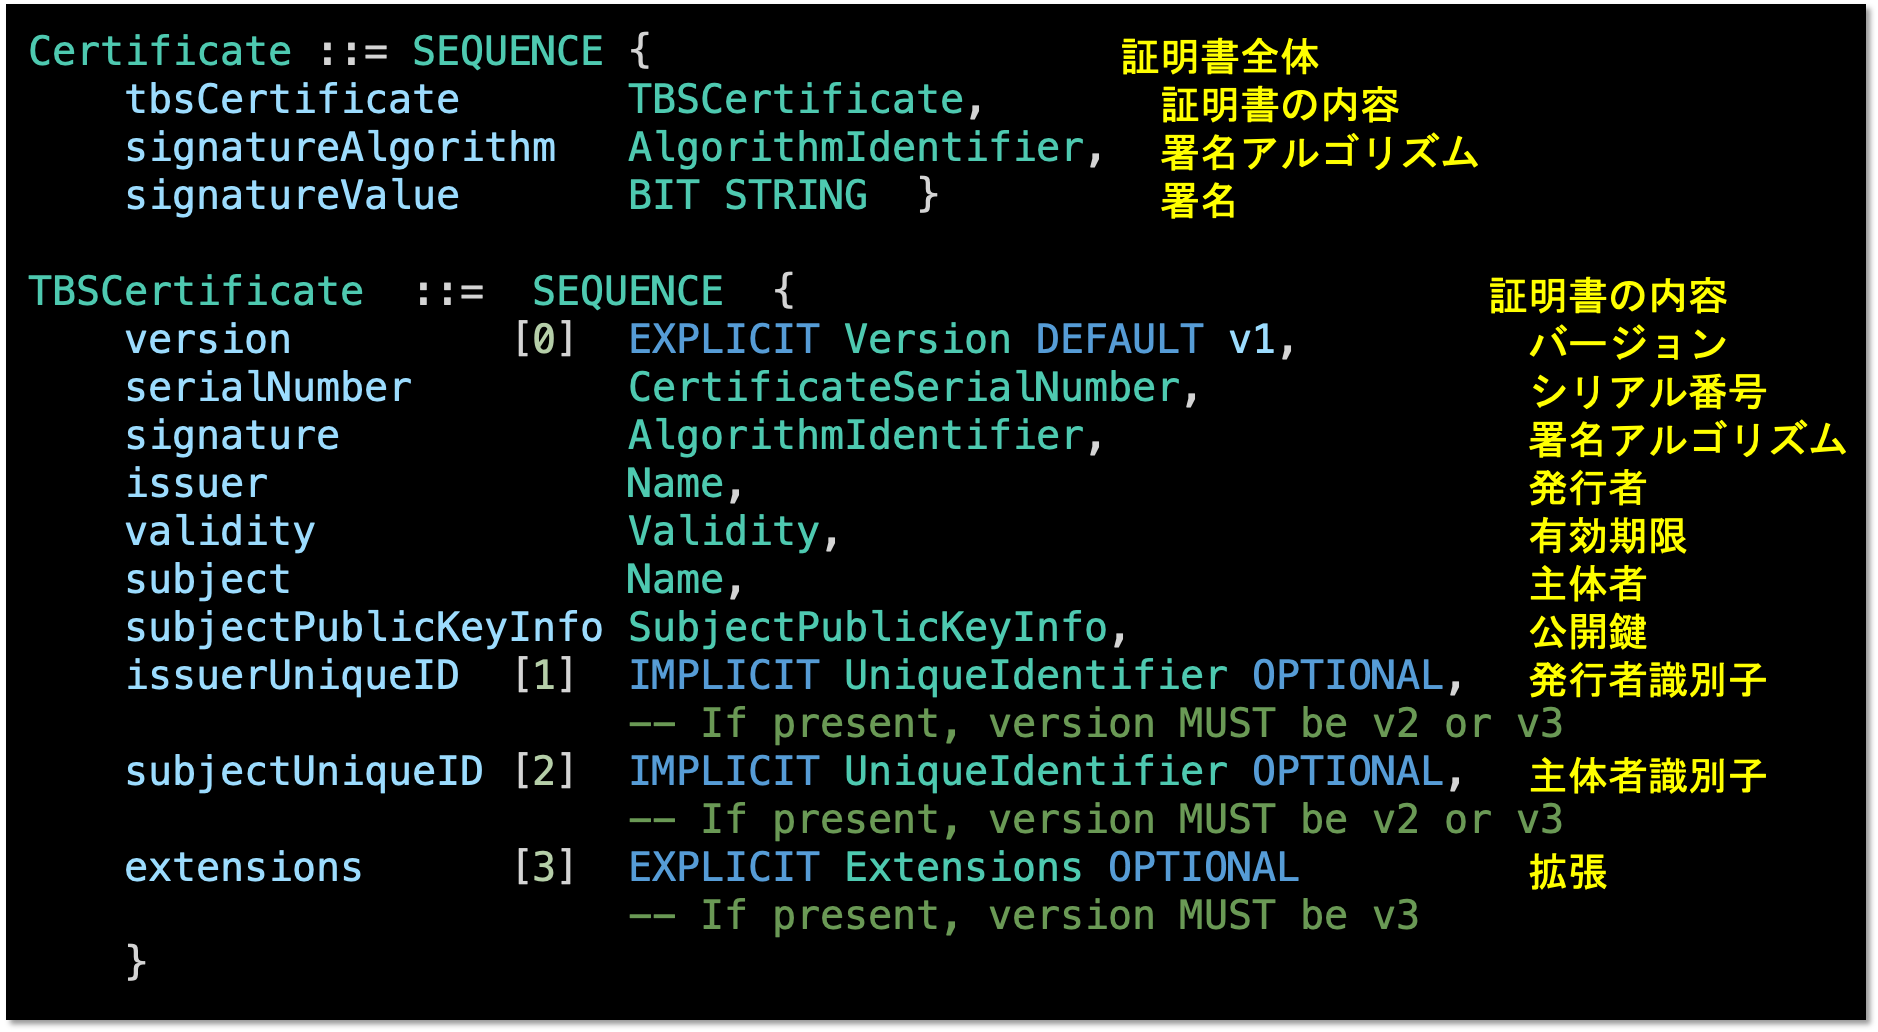 Certificate ::= SEQUENCE { 証明書全体
tbsCertificate TBSCertificate, 証明書の内容
signatureAlgorithm AlgorithmIdentifier, 署名アルゴリズム
signatureValue BIT STRING } 署名
TBSCertificate ::= SEQUENCE { 証明書の内容
version [0] EXPLICIT Version DEFAULT v1, バージョン
serialNumber CertificateSerialNumber, シリアル番号
signature AlgorithmIdentifier, 署名アルゴリズム
issuer Name, 発行者
validity Validity, 有効期限
subject Name, 主体者
subjectPublicKeyInfo SubjectPublicKeyInfo, 公開鍵
issuerUniqueID [1] IMPLICIT UniqueIdentifier OPTIONAL, 発行者識別子
-- If present, version MUST be v2 or v3
subjectUniqueID [2] IMPLICIT UniqueIdentifier OPTIONAL, 主体者識別子
-- If present, version MUST be v2 or v3
extensions [3] EXPLICIT Extensions OPTIONAL 拡張
-- If present, version MUST be v3
}